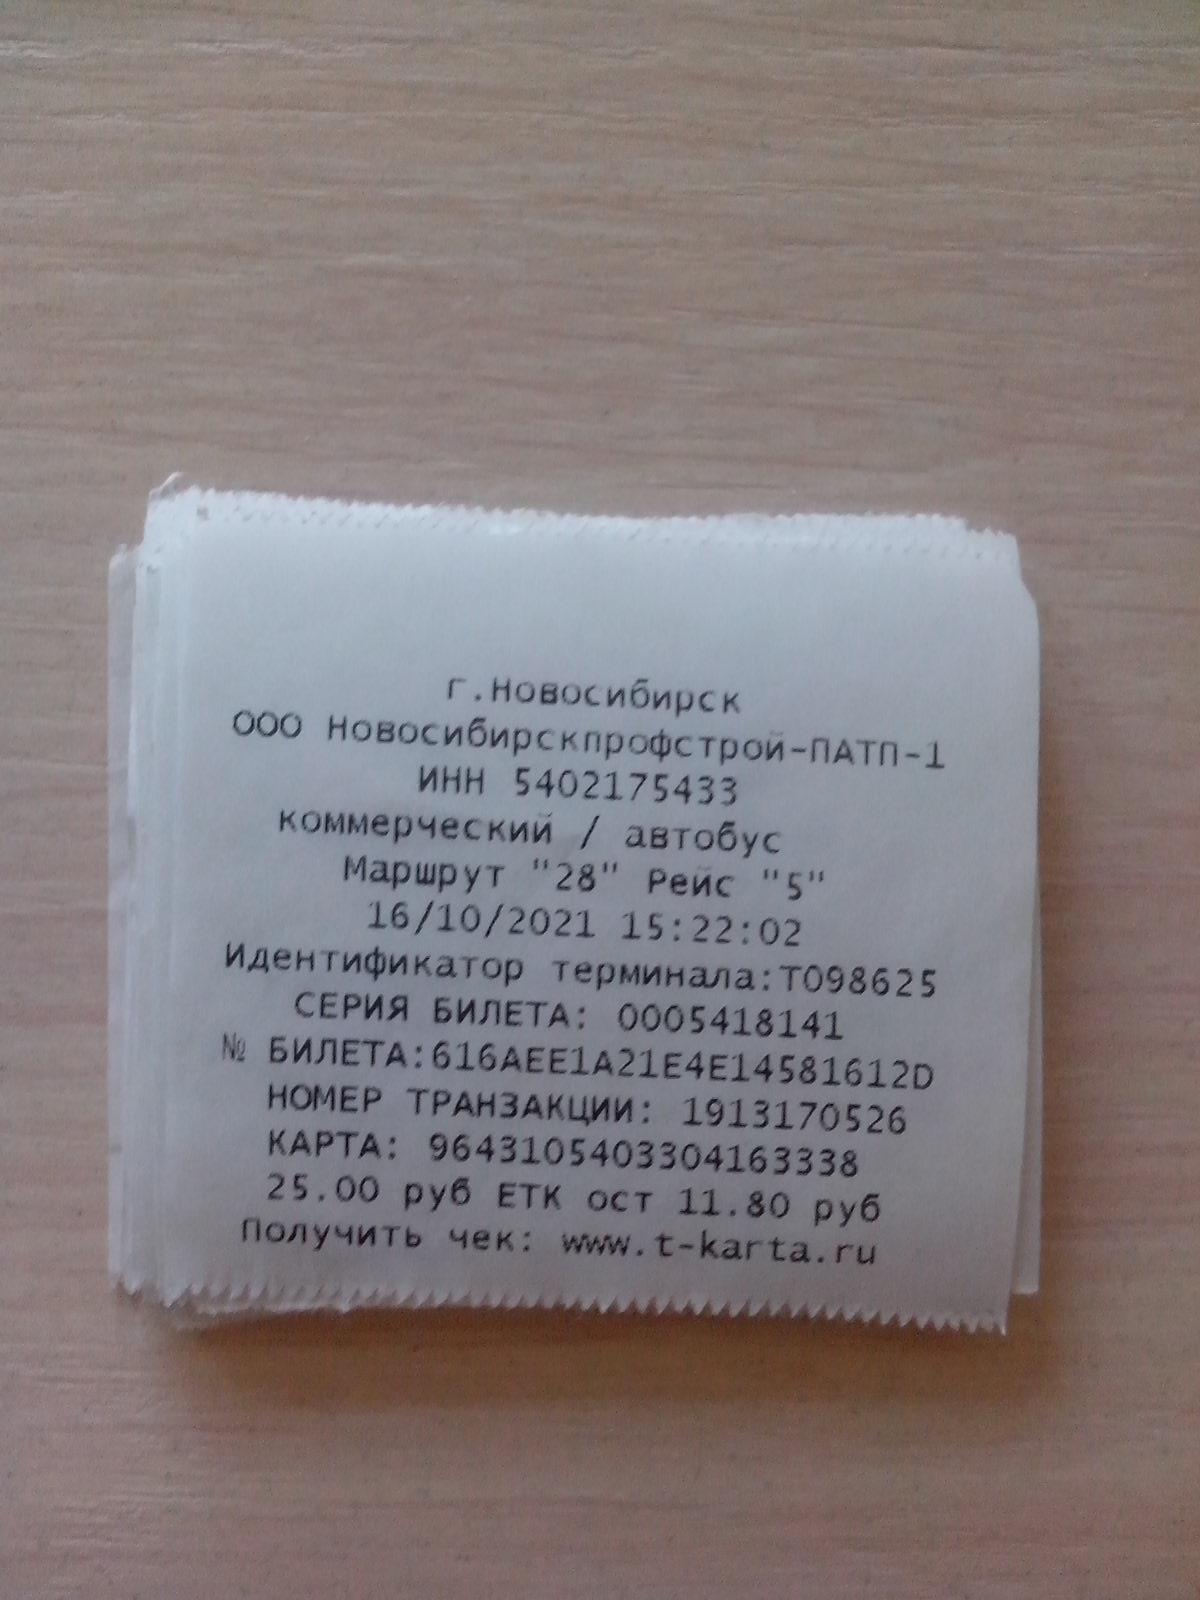 г.Новосибирск
ООО Новосибирскпрофстрой-ПАТП-1
ИНН 5402175433
коммерческий / автобус
Маршрут "28" Рейс "5"
16/10/2021 15:22:02
Идентификатор терминала:Т098625
СЕРИЯ БИЛЕТА: 0005418141
№ БИЛЕТА:616AEE1A21E4E14581612D
НОМЕР ТРАНЗАКЦИИ: 1913170526
КАРТА: 9643105403304163338
25.00 руб ЕТК ост 11.80 руб
Получить чек: www.t-karta.ru